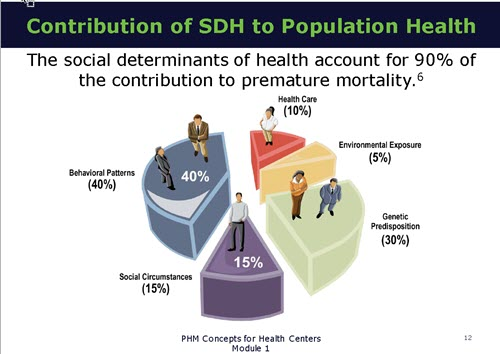 Contribution of SDH to Population Health
The social determinants of health account for 90% of
the contribution to premature mortality.6
Health Care
(10%)
Environmental Exposure
(5%)
Behavioral Patterns
(40%)
40%
Genetic
Predisposition
(30%)
15%
Social Circumstances
(15%)
PHM Concepts for Health Centers
Module 1
12